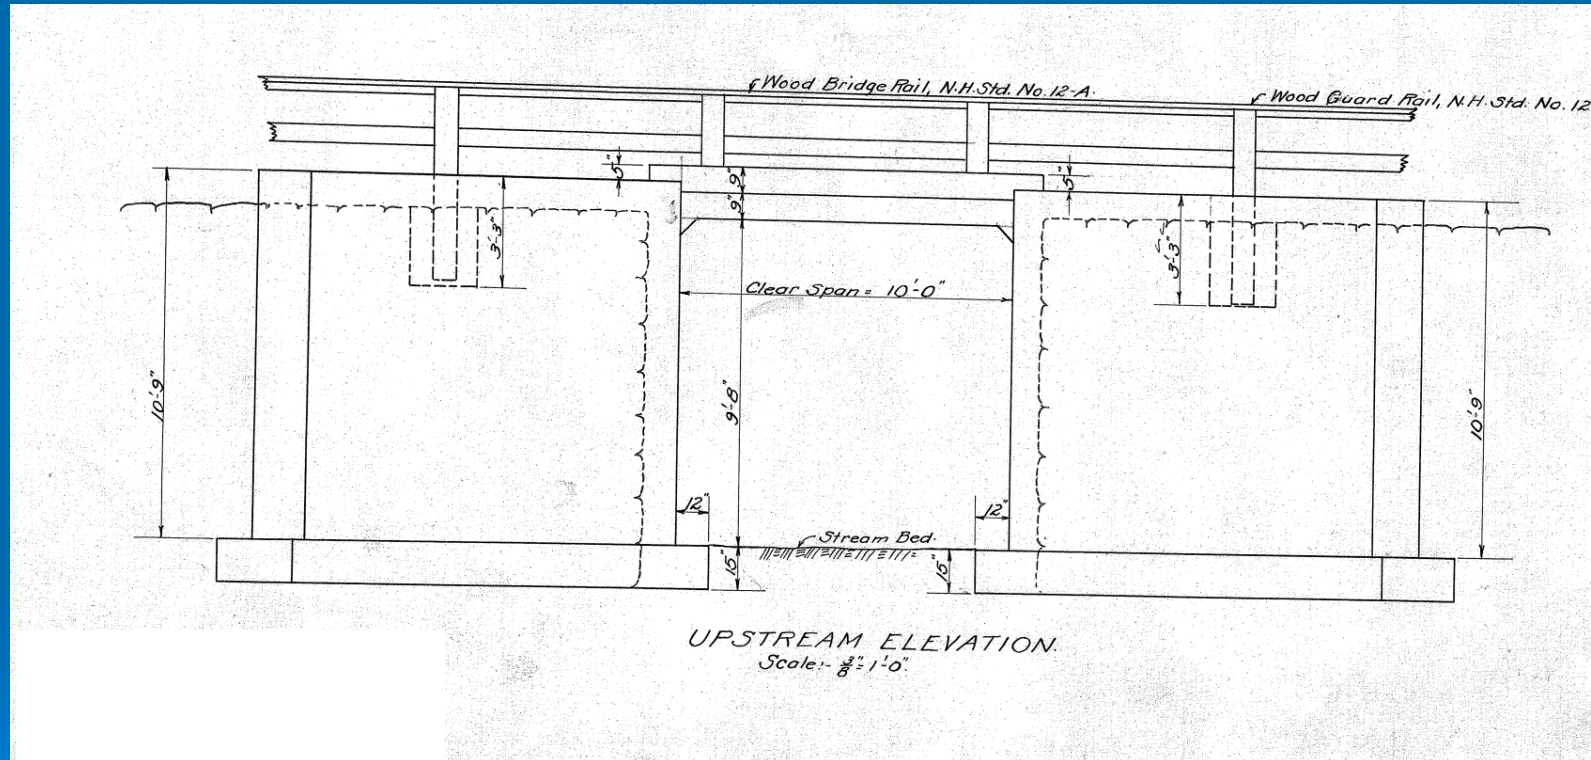 Wood Bridge Rail, N.H. Std. No. 12-A.
Wood Guard Rail, N.H. Std. No. 12
5"
9"
5"
9"
3'-3"
3'-3"
Clear Span = 10'-0"
10'-9"
9'-8"
10'-9"
12"
12"
Stream Bed.
15"
15"
UPSTREAM ELEVATION.
Scale:- 3/8" = 1'-0".